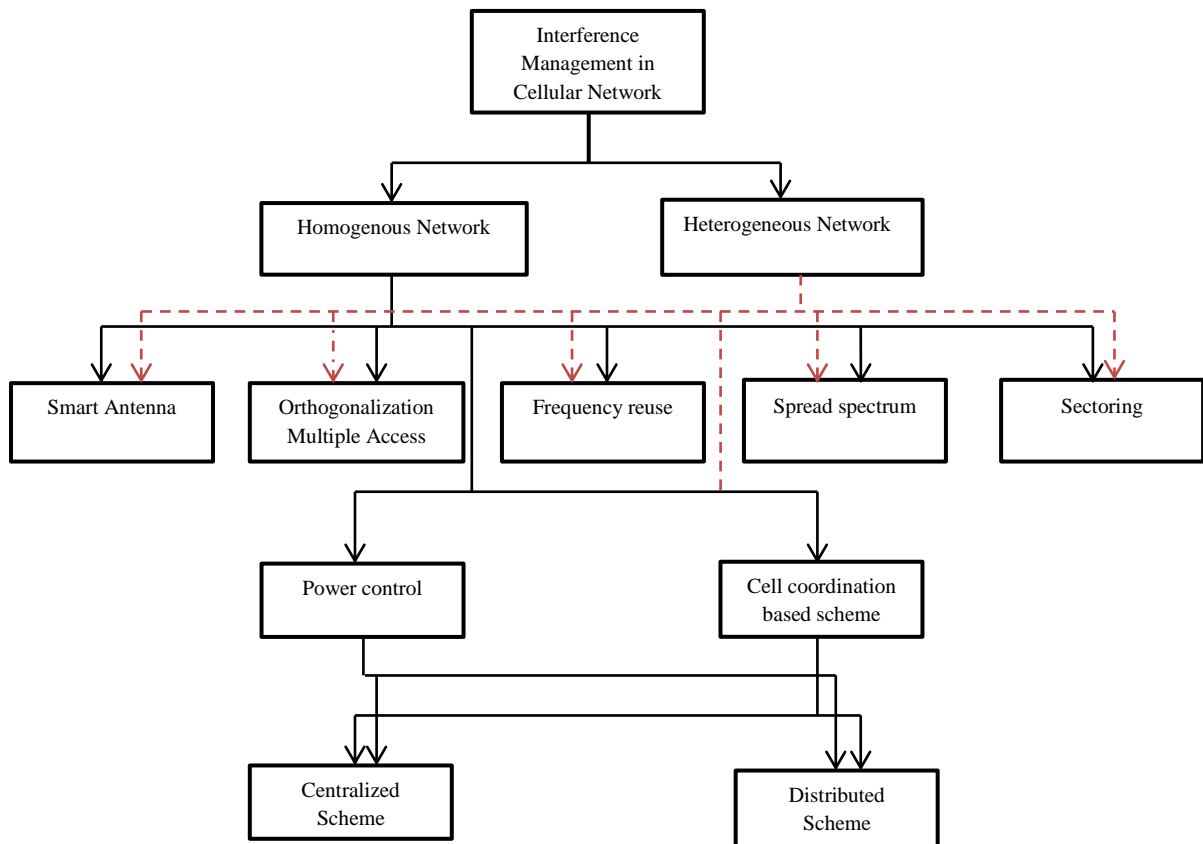 Interference
Management in
Cellular Network
Homogenous Network
Heterogeneous Network
Smart Antenna
Orthogonalization
Multiple Access
Frequency reuse
Spread spectrum
Sectoring
Power control
Cell coordination
based scheme
Centralized
Scheme
Distributed
Scheme